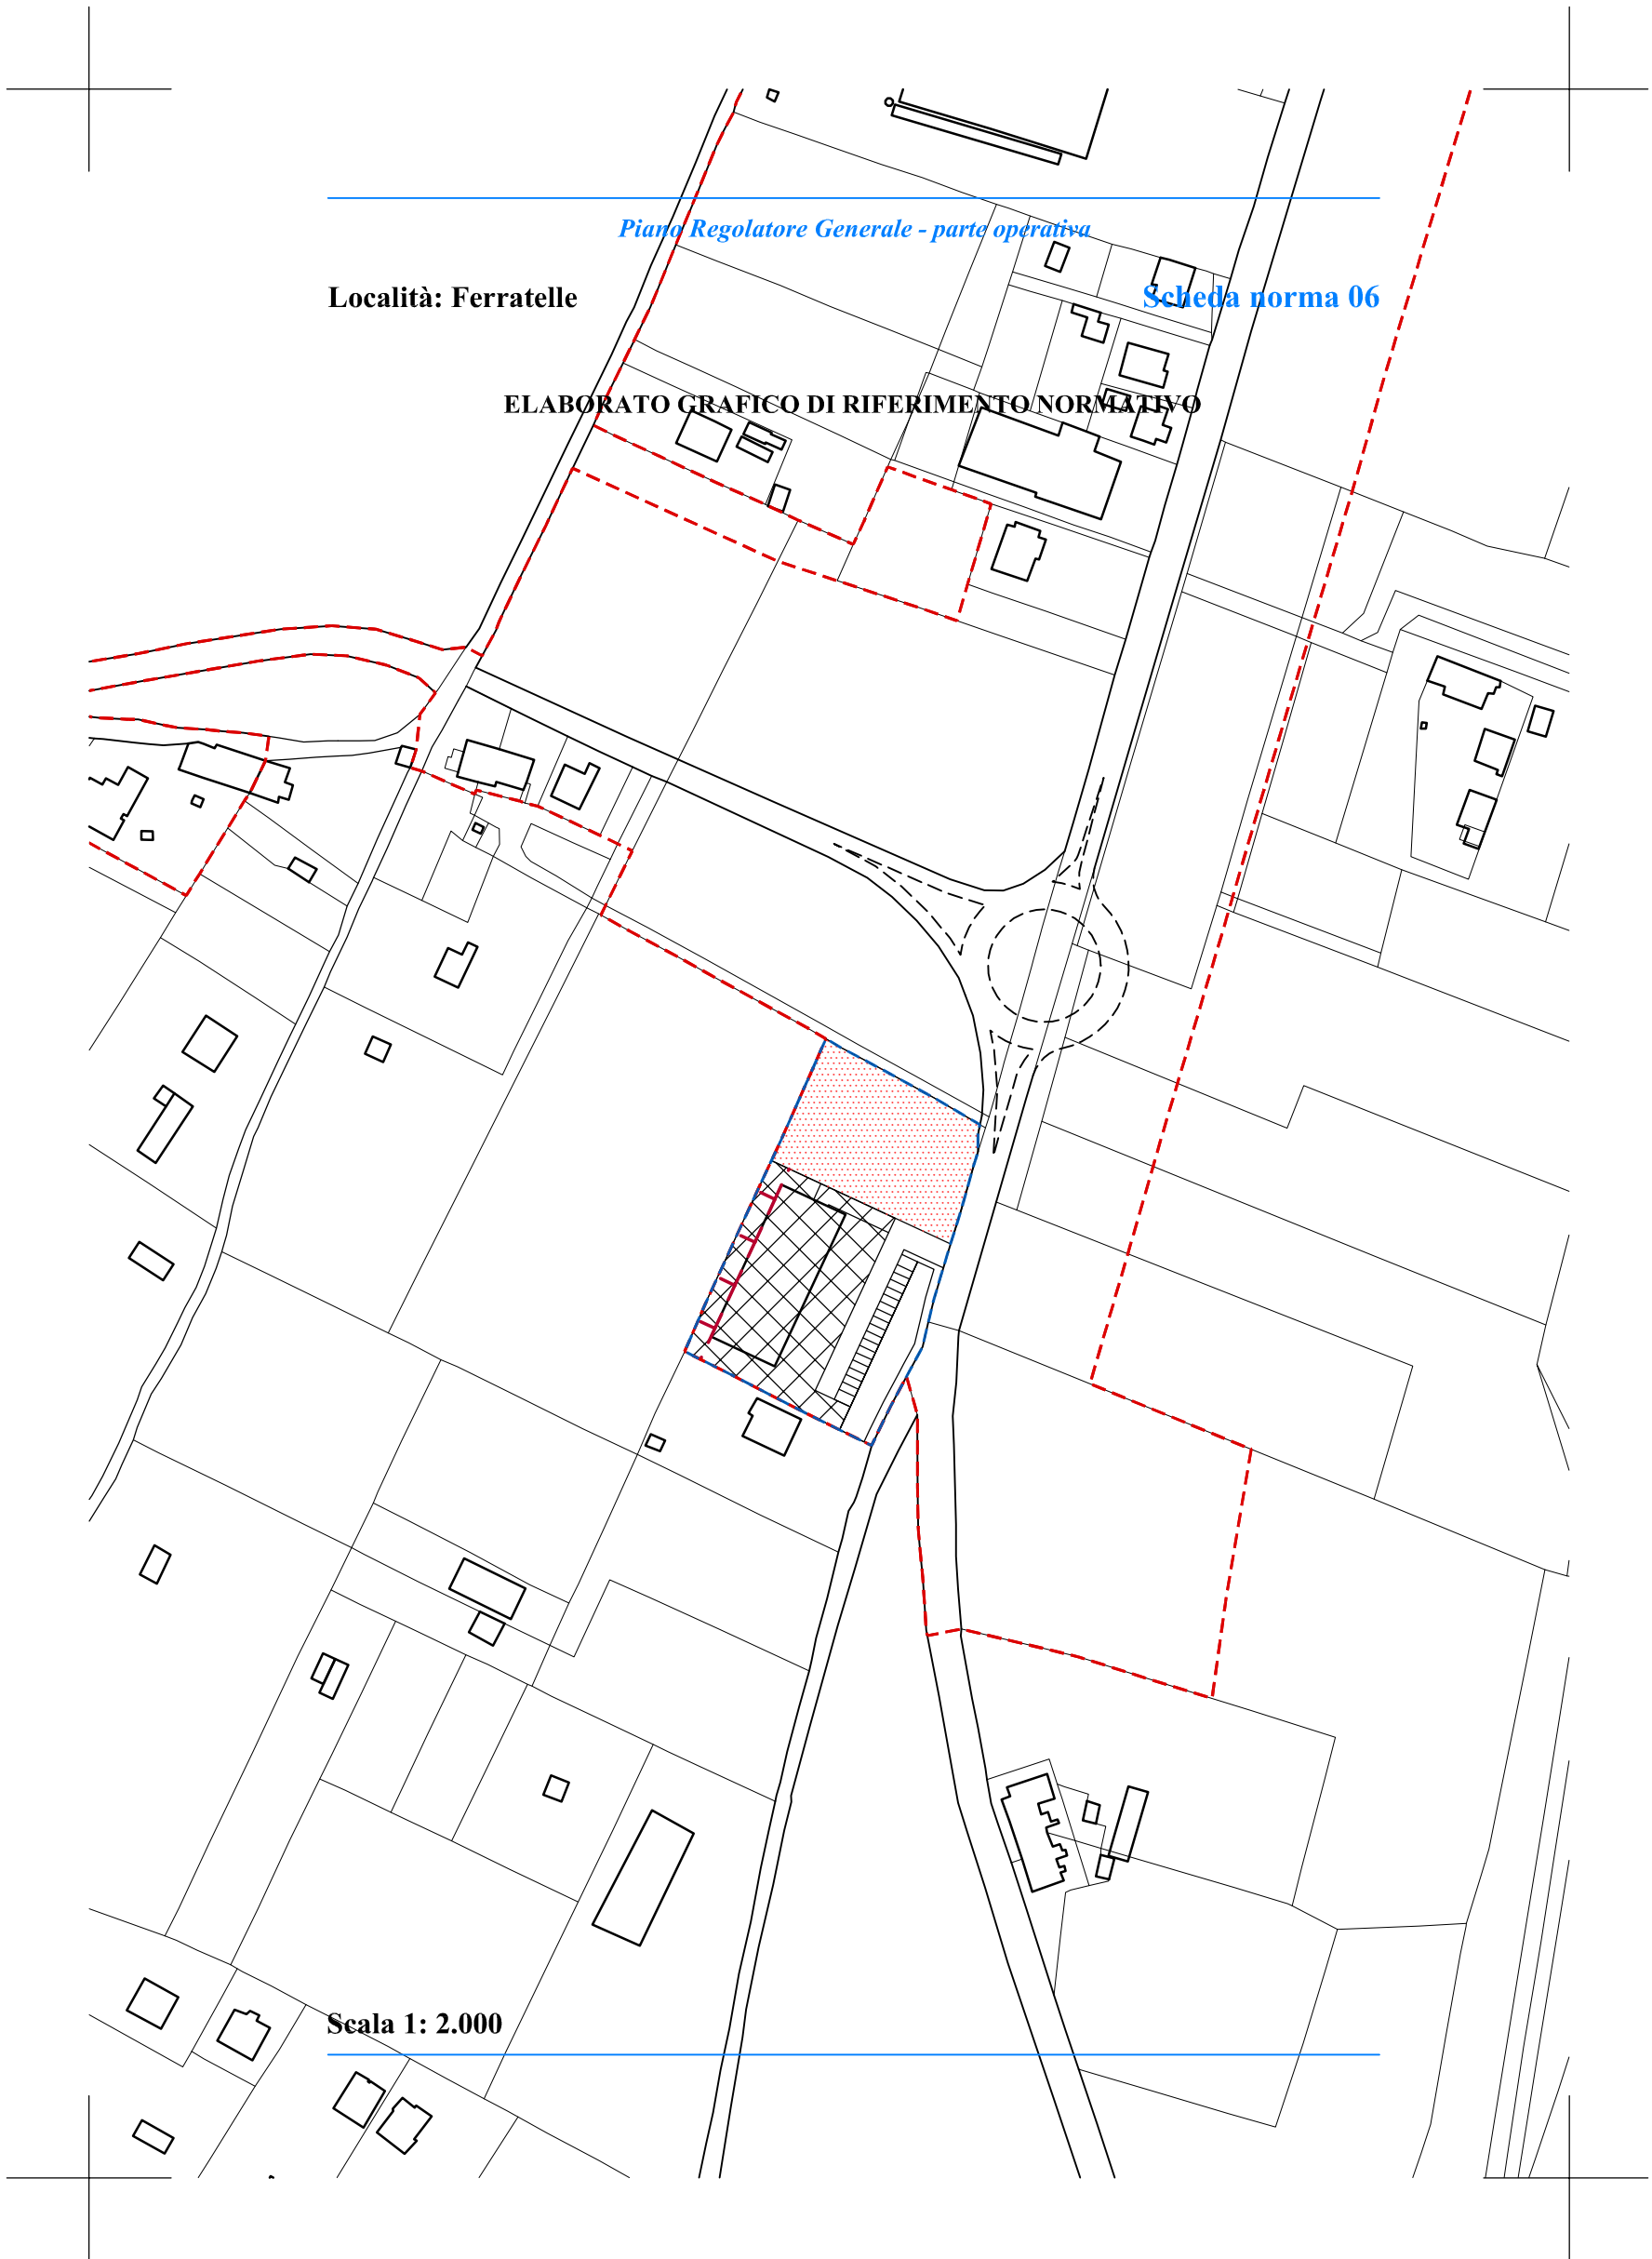 Piano Regolatore Generale - parte operativa
Località: Ferratelle
Scheda norma 06
ELABORATO GRAFICO DI RIFERIMENTO NORMATIVO
Scala 1: 2.000